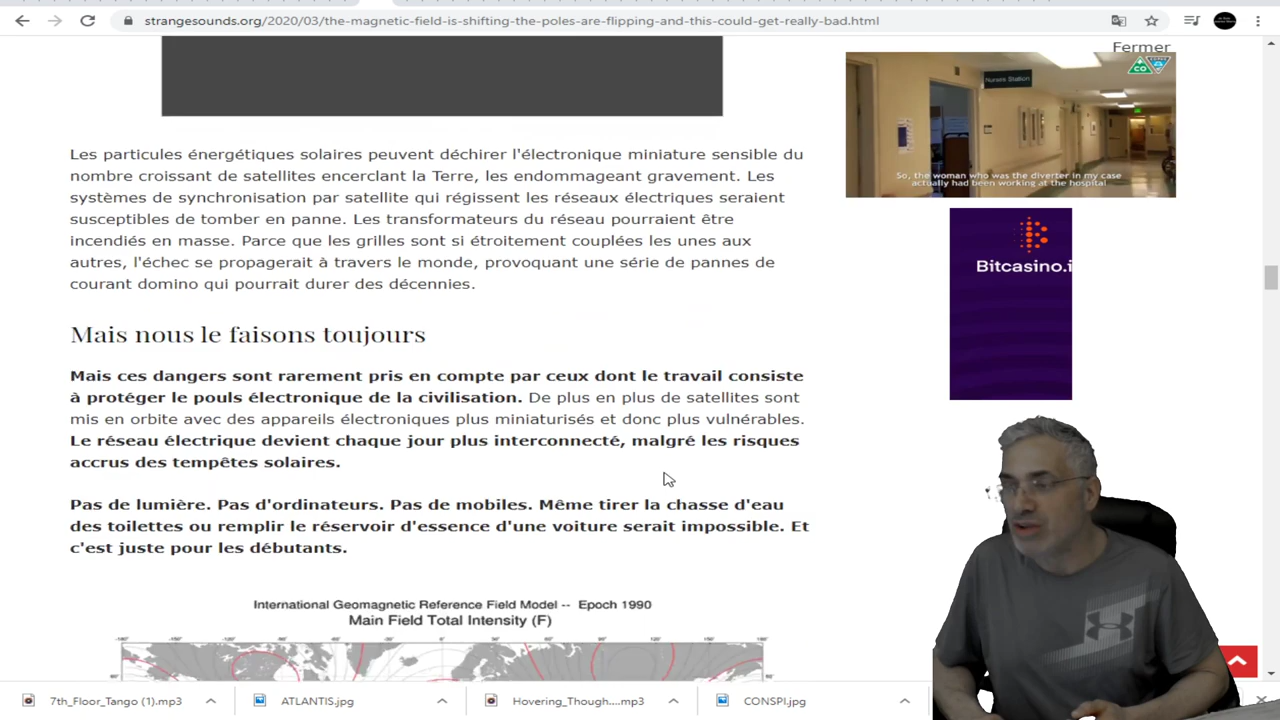 strangesounds.org/2020/03/the-magnetic-field-is-shifting-the-poles-are-flipping-and-this-could-get-really-bad.html
Fermer
Nurses Station
So, the woman who was the diverter in my case
actually had been working at the hospital
Bitcasino.i
Les particules énergétiques solaires peuvent déchirer l'électronique miniature sensible du
nombre croissant de satellites encerclant la Terre, les endommageant gravement. Les
systèmes de synchronisation par satellite qui régissent les réseaux électriques seraient
susceptibles de tomber en panne. Les transformateurs du réseau pourraient être
incendiés en masse. Parce que les grilles sont si étroitement couplées les unes aux
autres, l'échec se propagerait à travers le monde, provoquant une série de pannes de
courant domino qui pourrait durer des décennies.
Mais nous le faisons toujours
Mais ces dangers sont rarement pris en compte par ceux dont le travail consiste
à protéger le pouls électronique de la civilisation. De plus en plus de satellites sont
mis en orbite avec des appareils électroniques plus miniaturisés et donc plus vulnérables.
Le réseau électrique devient chaque jour plus interconnecté, malgré les risques
accrus des tempêtes solaires.
Pas de lumière. Pas d'ordinateurs. Pas de mobiles. Même tirer la chasse d'eau
des toilettes ou remplir le réservoir d'essence d'une voiture serait impossible. Et
c'est juste pour les débutants.
International Geomagnetic Reference Field Model -- Epoch 1990
Main Field Total Intensity (F)
7th_Floor_Tango (1).mp3
ATLANTIS.jpg
Hovering_Though....mp3
CONSPI.jpg